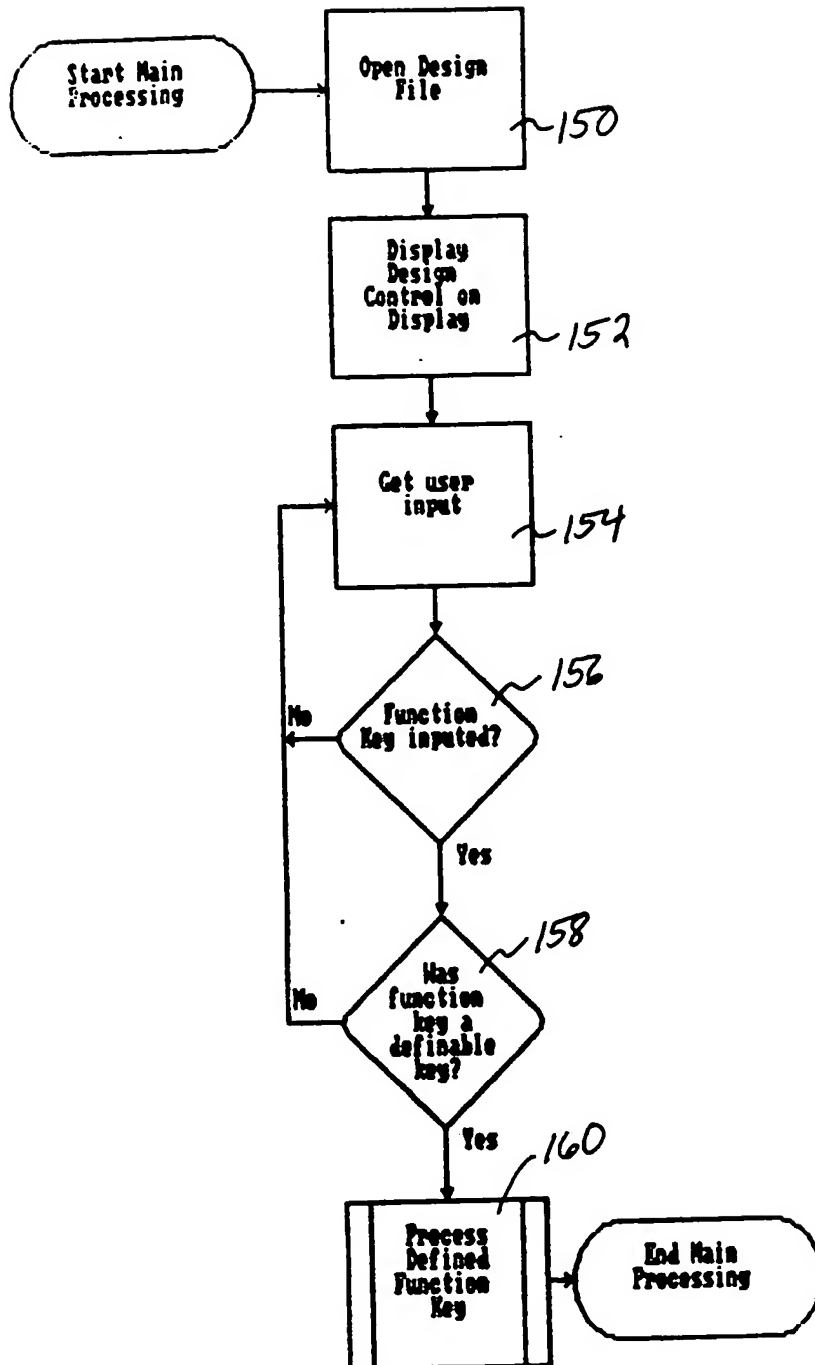 Start Main
Processing
Open Design
File
150
Display
Design
Control on
Display
152
Get user
input
154
156
Function
Key inputed?
No
Yes
158
Was
function
key a
definable
key?
No
Yes
160
Process
Defined
Function
Key
End Main
Processing